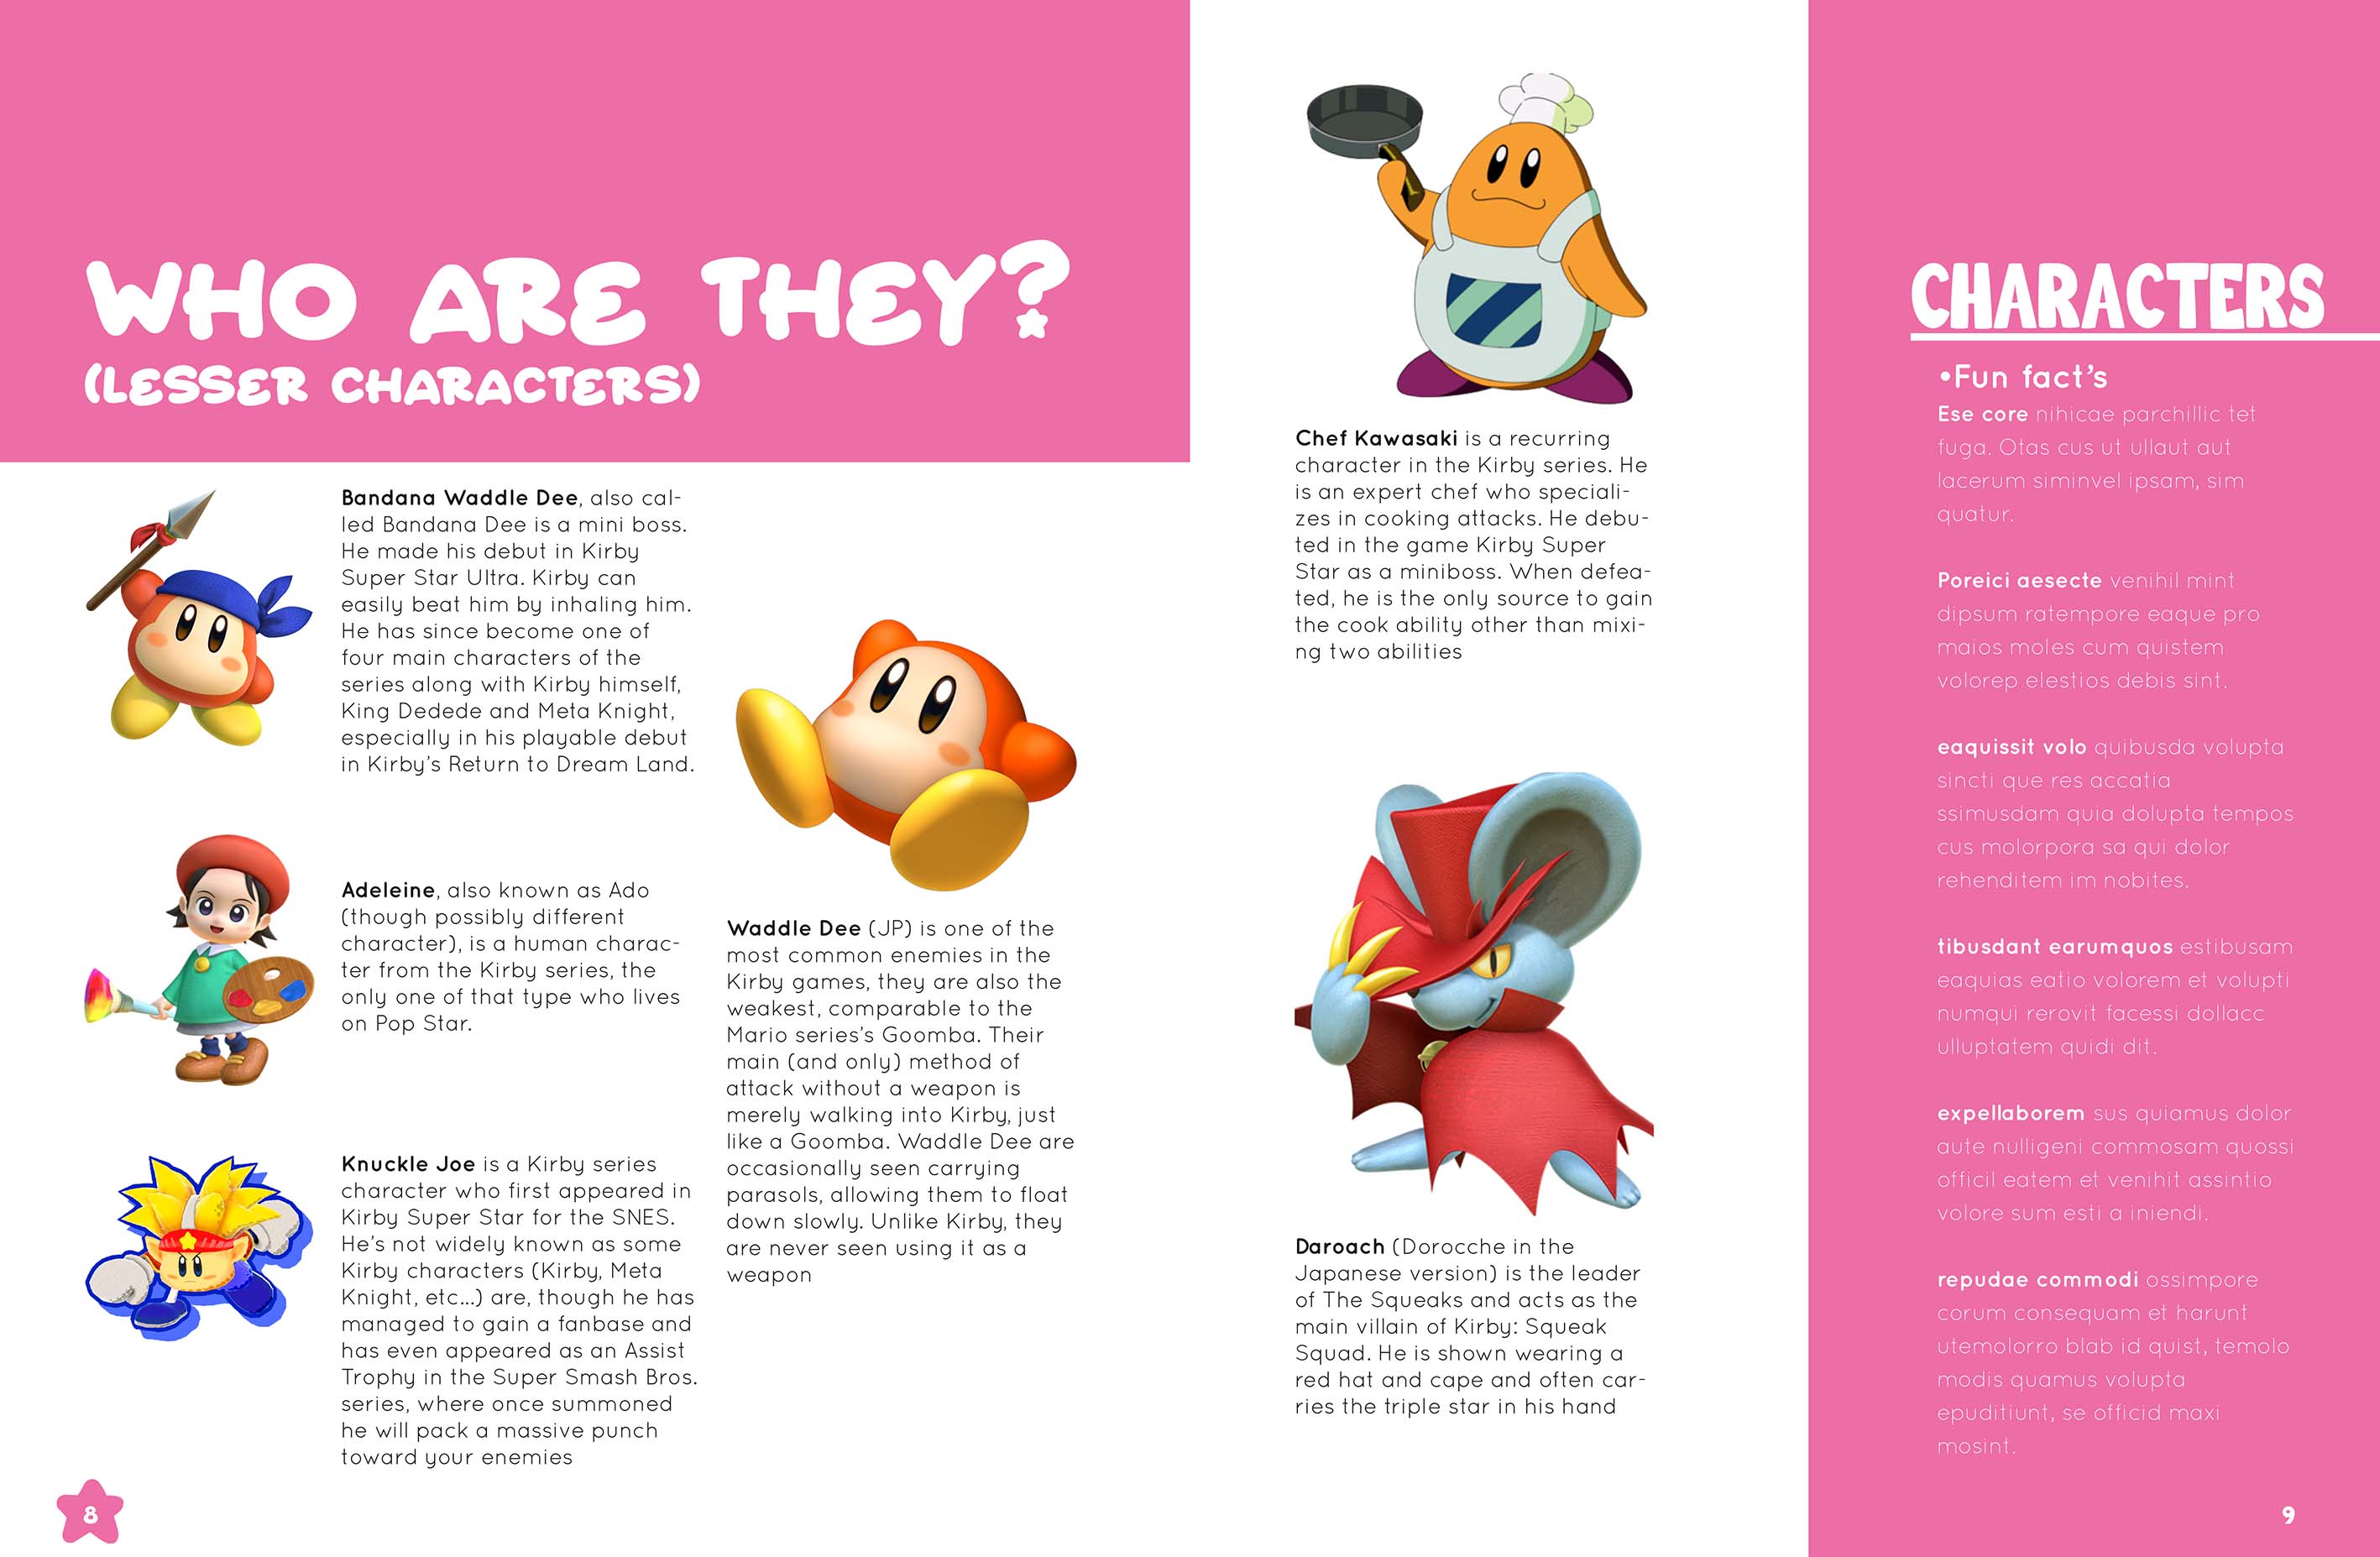 WHO ARE THEY?
(LESSER CHARACTERS)
Bandana Waddle Dee, also cal-
led Bandana Dee is a mini boss.
He made his debut in Kirby
Super Star Ultra. Kirby can
easily beat him by inhaling him.
He has since become one of
four main characters of the
series along with Kirby himself,
King Dedede and Meta Knight,
especially in his playable debut
in Kirby's Return to Dream Land.
Adeleine, also known as Ado
(though possibly different
character), is a human charac-
ter from the Kirby series, the
only one of that type who lives
on Pop Star.
Knuckle Joe is a Kirby series
character who first appeared in
Kirby Super Star for the SNES.
He's not widely known as some
Kirby characters (Kirby, Meta
Knight, etc...) are, though he has
managed to gain a fanbase and
has even appeared as an Assist
Trophy in the Super Smash Bros.
series, where once summoned
he will pack a massive punch
toward your enemies
Waddle Dee (JP) is one of the
most common enemies in the
Kirby games, they are also the
weakest, comparable to the
Mario series's Goomba. Their
main (and only) method of
attack without a weapon is
merely walking into Kirby, just
like a Goomba. Waddle Dee are
occasionally seen carrying
parasols, allowing them to float
down slowly. Unlike Kirby, they
are never seen using it as a
weapon
8
Chef Kawasaki is a recurring
character in the Kirby series. He
is an expert chef who speciali-
zes in cooking attacks. He debu-
ted in the game Kirby Super
Star as a miniboss. When defea-
ted, he is the only source to gain
the cook ability other than mixi-
ng two abilities
Daroach (Dorocche in the
Japanese version) is the leader
of The Squeaks and acts as the
main villain of Kirby: Squeak
Squad. He is shown wearing a
red hat and cape and often car-
ries the triple star in his hand
CHARACTERS
•Fun fact's
Ese core nihicae parchillic tet
fuga. Otas cus ut ullaut aut
lacerum siminvel ipsam, sim
quatur.
Poreici aesecte venihil mint
dipsum ratempore eaque pro
maios moles cum quistem
volorep elestios debis sint.
eaquissit volo quibusda volupta
sincti que res accatia
ssimusdam quia dolupta tempos
cus molorpora sa qui dolor
rehenditem im nobites.
tibusdant earumquos estibusam
eaquias eatio volorem et volupti
numqui rerovit facessi dollacc
ulluptatem quidi dit.
expellaborem sus quiamus dolor
aute nulligeni commosam quossi
officil eatem et venihit assintio
volore sum esti a iniendi.
repudae commodi ossimpore
corum consequam et harunt
utemolorro blab id quist, temolo
modis quamus volupta
epuditiunt, se officid maxi
mosint.
9